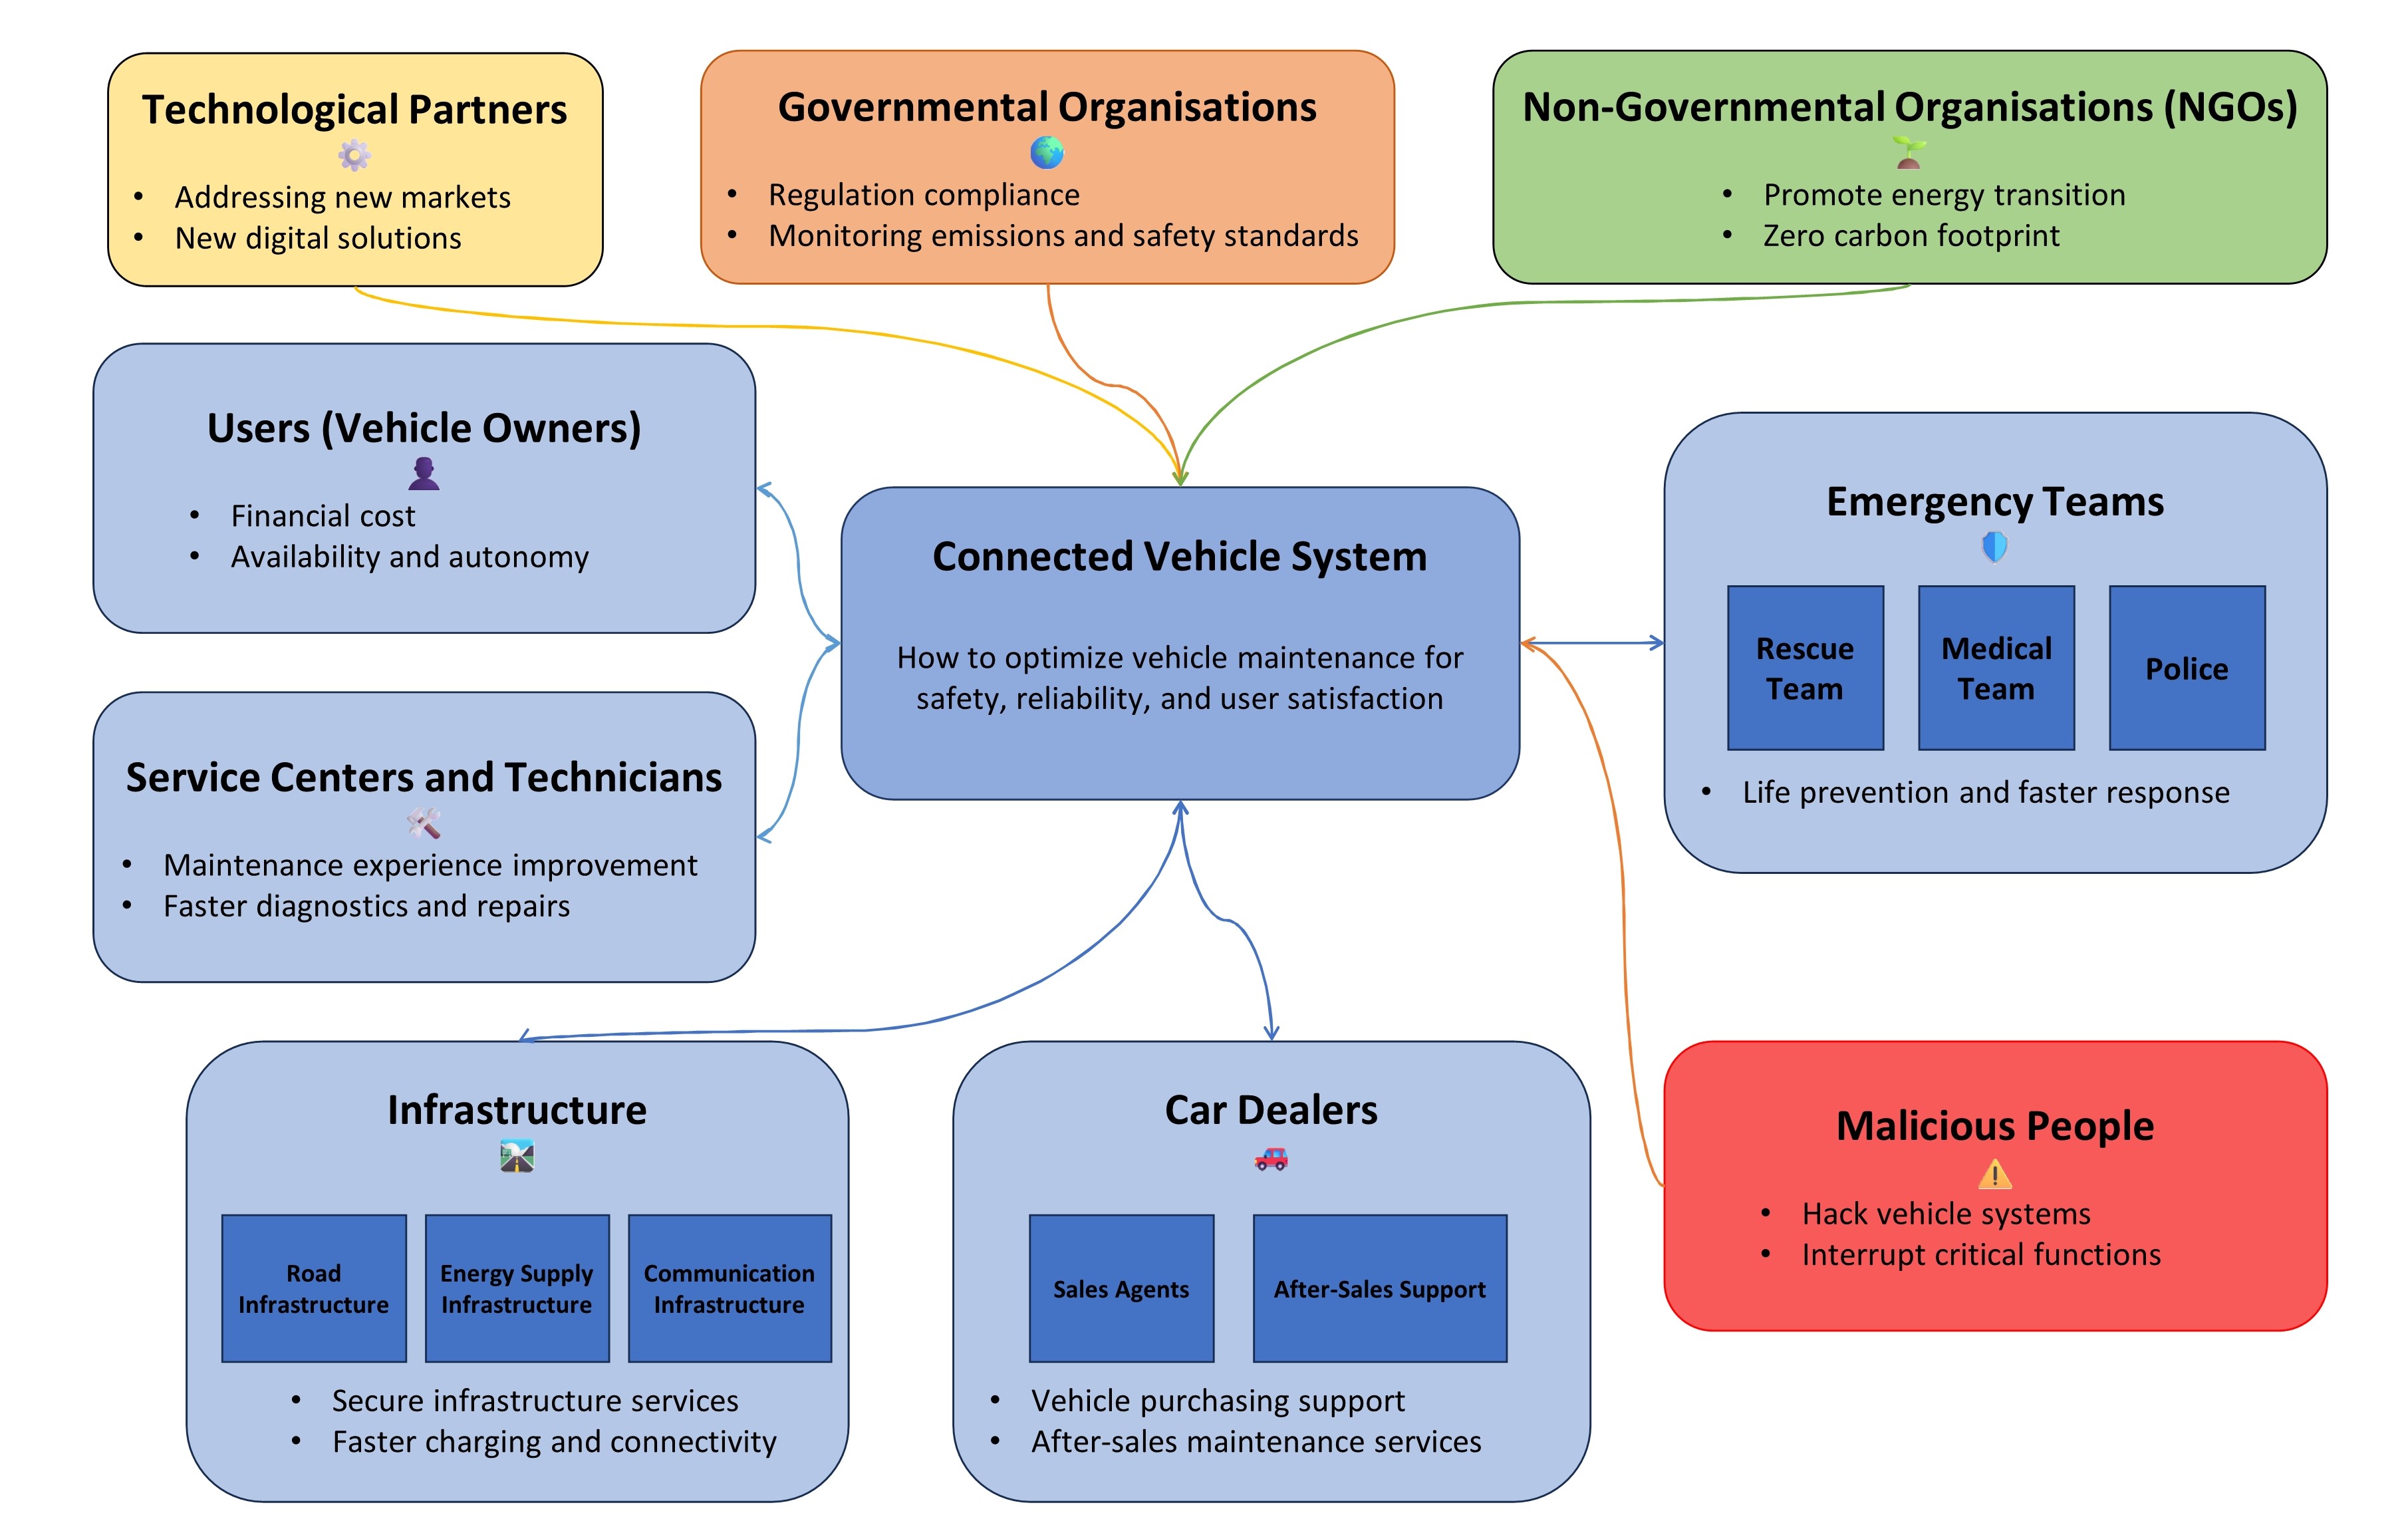 Technological Partners
• Addressing new markets
• New digital solutions
Governmental Organisations
• Regulation compliance
• Monitoring emissions and safety standards
Non-Governmental Organisations (NGOs)
• Promote energy transition
• Zero carbon footprint
Users (Vehicle Owners)
• Financial cost
• Availability and autonomy
Connected Vehicle System
How to optimize vehicle maintenance for
safety, reliability, and user satisfaction
Emergency Teams
Rescue
Team
Medical
Team
Police
• Life prevention and faster response
Service Centers and Technicians
• Maintenance experience improvement
• Faster diagnostics and repairs
Infrastructure
Road
Infrastructure
Energy Supply
Infrastructure
Communication
Infrastructure
• Secure infrastructure services
• Faster charging and connectivity
Car Dealers
Sales Agents
After-Sales Support
• Vehicle purchasing support
• After-sales maintenance services
Malicious People
• Hack vehicle systems
• Interrupt critical functions